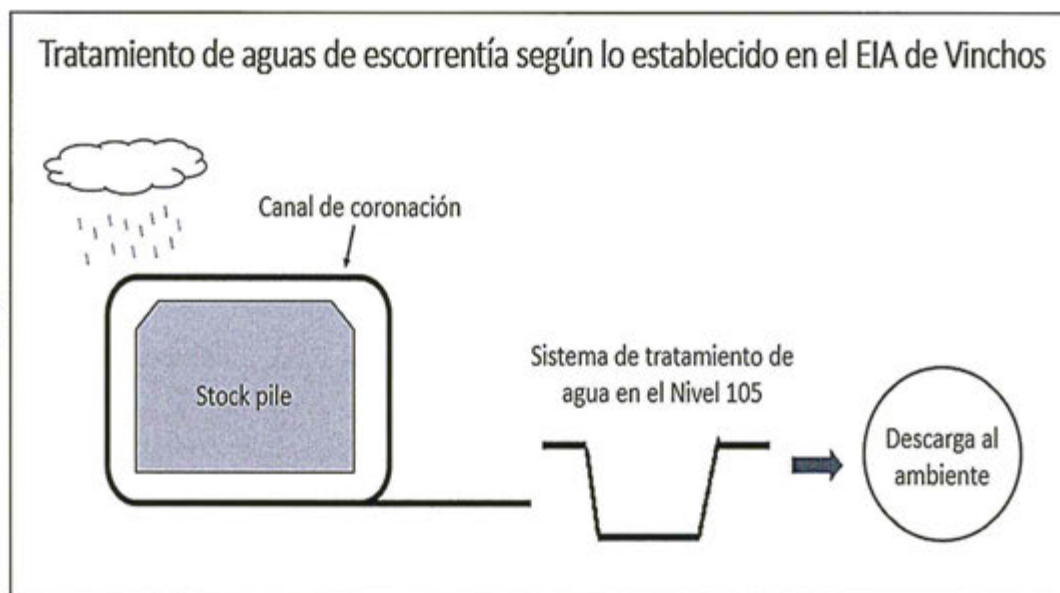 Tratamiento de aguas de escorrentía según lo establecido en el EIA de Vinchos
Canal de coronación
Stock pile
Sistema de tratamiento de
agua en el Nivel 105
Descarga al
ambiente